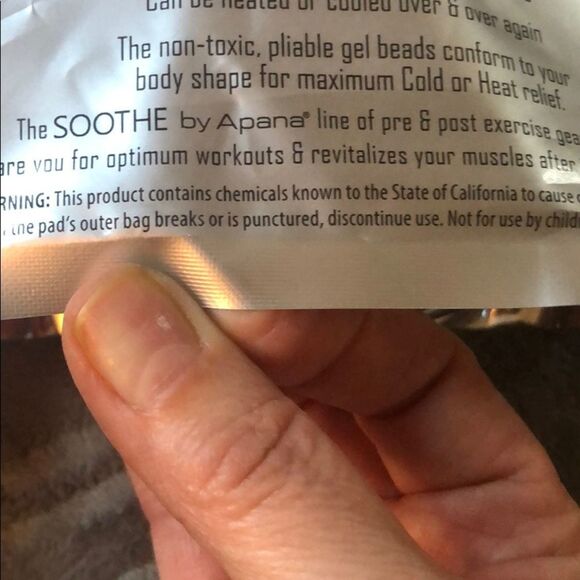 Can be heated or cooled over & over again
The non-toxic, pliable gel beads conform to your
body shape for maximum Cold or Heat relief.
The SOOTHE by Apana® line of pre & post exercise gea
are you for optimum workouts & revitalizes your muscles after
RNING: This product contains chemicals known to the State of California to cause
the pad's outer bag breaks or is punctured, discontinue use. Not for use by child